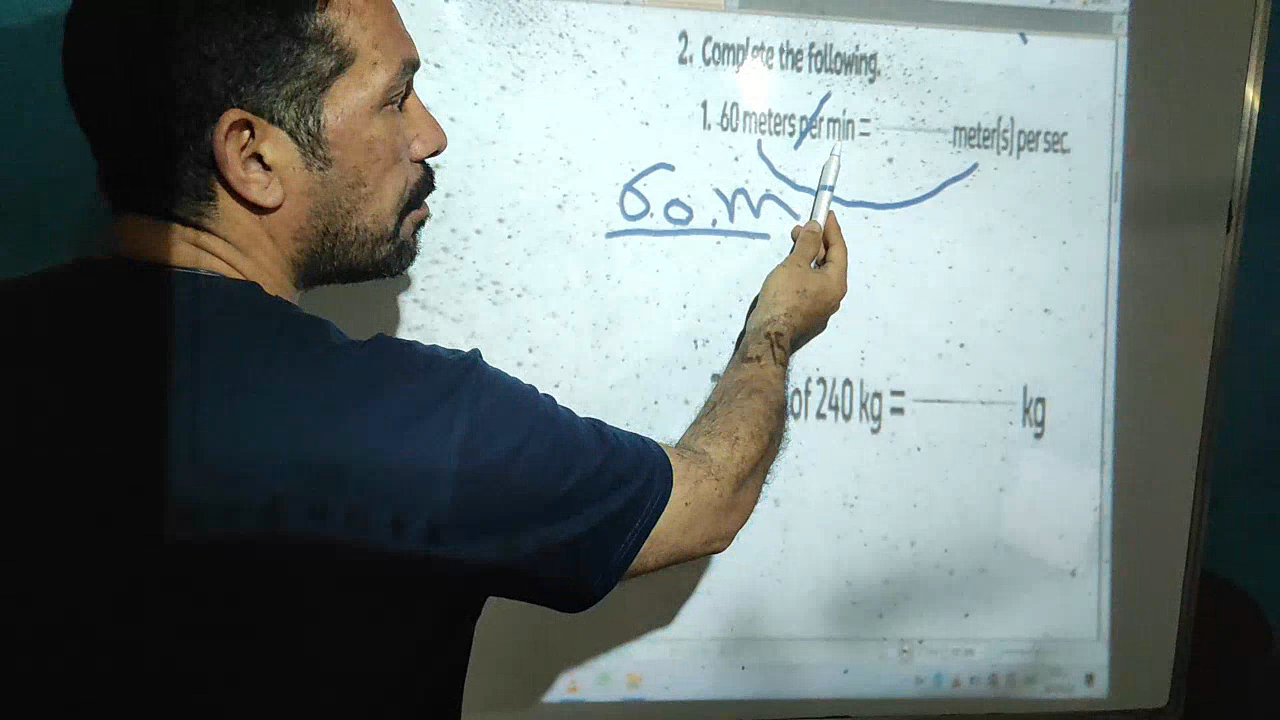 2. Complete the following.
1. 60 meters per min = ——— meter(s) per sec.
60 m
of 240 kg = ——— kg